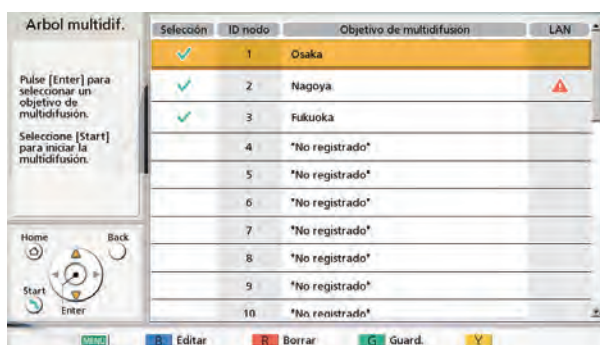 Arbol multidif.
Pulse [Enter] para
seleccionar un
objetivo de
multidifusión.
Seleccione [Start]
para iniciar la
multidifusión.
Home
Back
Start
Enter
Selección ID nodo Objetivo de multidifusión LAN
1 Osaka
2 Nagoya
3 Fukuoka
4 *No registrado*
5 *No registrado*
6 *No registrado*
7 *No registrado*
8 *No registrado*
9 *No registrado*
10 *No registrado*
MENU B Editar R Borrar G Guard. Y